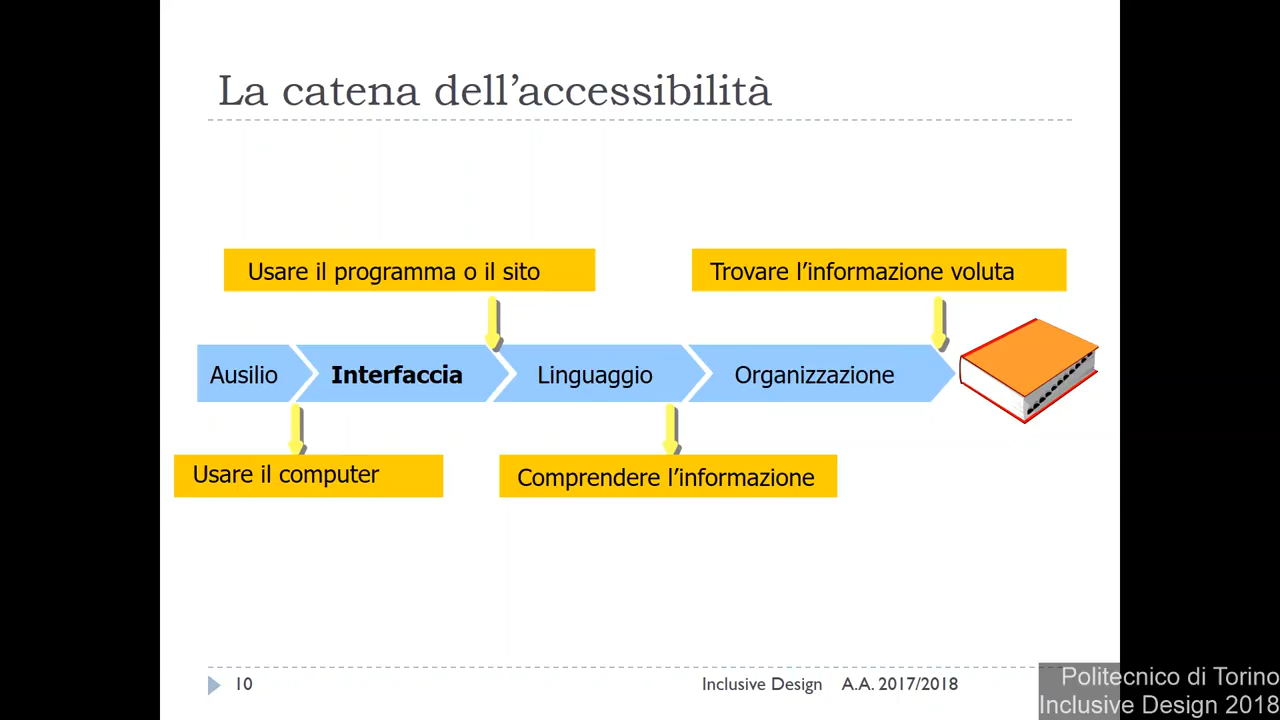 La catena dell’accessibilità
Usare il programma o il sito
Trovare l’informazione voluta
Ausilio
Interfaccia
Linguaggio
Organizzazione
Usare il computer
Comprendere l’informazione
10
Inclusive Design A.A. 2017/2018
Politecnico di Torino
Inclusive Design 2018